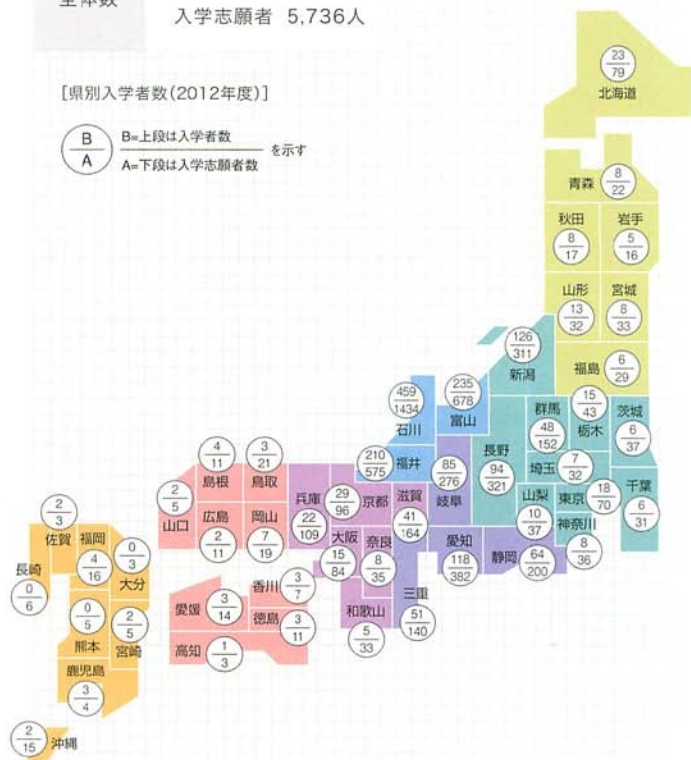 全体数
入学志願者 5,736人
[県別入学者数(2012年度)]
B
A
B=上段は入学者数
A=下段は入学志願者数
を示す
23
79
北海道
青森
8
22
秋田
8
17
岩手
5
16
山形
13
32
宮城
8
33
126
311
新潟
福島
6
29
459
1434
石川
235
678
富山
15
43
栃木
群馬
48
152
茨城
6
37
210
575
福井
85
276
岐阜
長野
94
321
埼玉
7
32
山梨
10
37
東京
18
70
千葉
6
31
神奈川
8
36
4
11
島根
3
21
鳥取
兵庫
22
109
29
96
京都
滋賀
41
164
2
5
山口
広島
2
11
岡山
7
19
大阪
15
84
奈良
8
35
愛知
118
382
静岡
64
200
三重
51
140
和歌山
5
33
香川
3
7
愛媛
3
14
徳島
3
11
高知
1
3
2
3
佐賀
福岡
4
16
0
3
大分
長崎
0
6
0
5
熊本
2
5
宮崎
鹿児島
3
4
2
15
沖縄